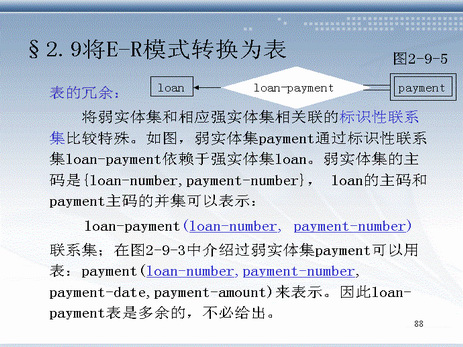 §2.9将E-R模式转换为表
图2-9-5
表的冗余：
loan
loan-payment
payment
将弱实体集和相应强实体集相关联的标识性联系
集比较特殊。如图，弱实体集payment通过标识性联系
集loan-payment依赖于强实体集loan。弱实体集的主
码是{loan-number,payment-number}， loan的主码和
payment主码的并集可以表示：
loan-payment(loan-number, payment-number)
联系集；在图2-9-3中介绍过弱实体集payment可以用
表：payment(loan-number,payment-number,
payment-date,payment-amount)来表示。因此loan-
payment表是多余的，不必给出。
88